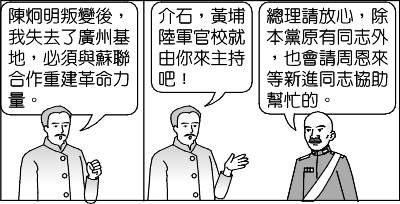 陳炯明叛變後，
我失去了廣州基
地，必須與蘇聯
合作重建革命力
量。
介石，黃埔
陸軍官校就
由你來主持
吧！
總理請放心，除
本黨原有同志外
，也會請周恩來
等新進同志協助
幫忙的。